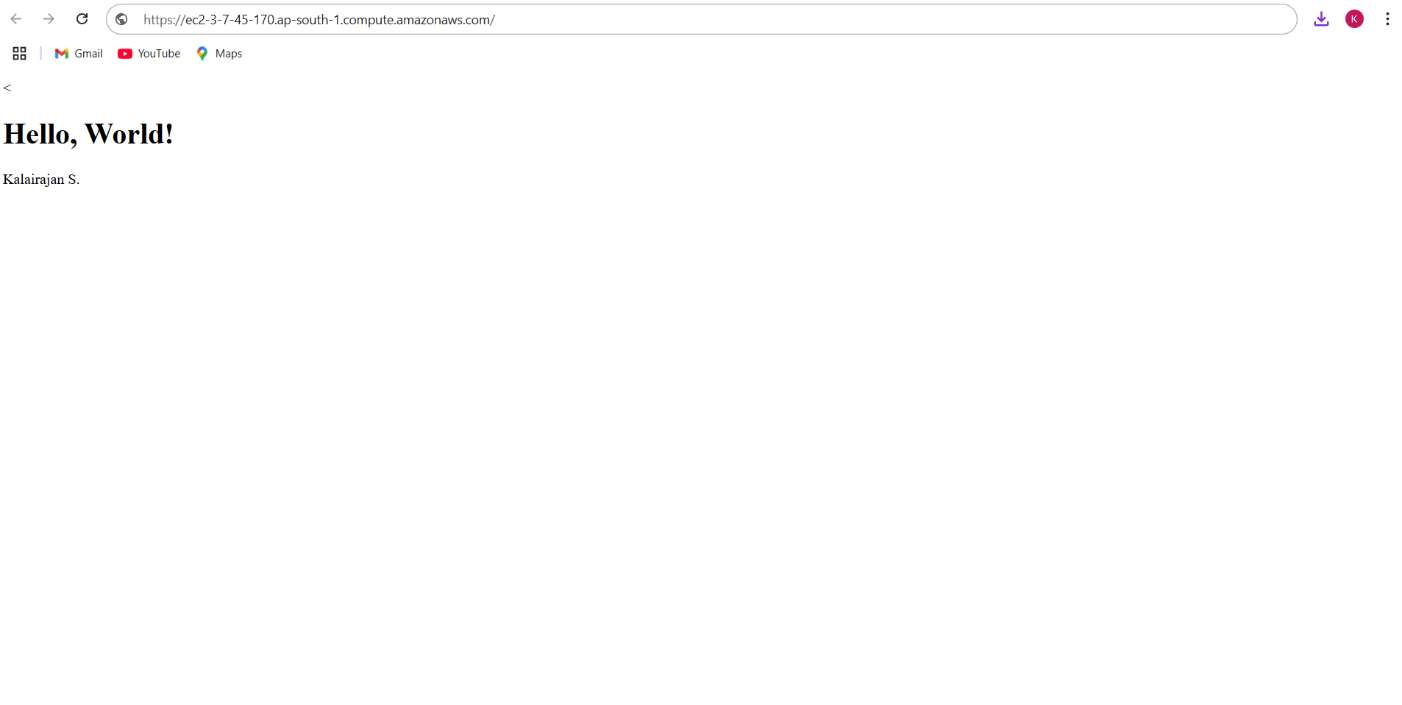 https://ec2-3-7-45-170.ap-south-1.compute.amazonaws.com/
K
Gmail
YouTube
Maps
<
Hello, World!
Kalairajan S.